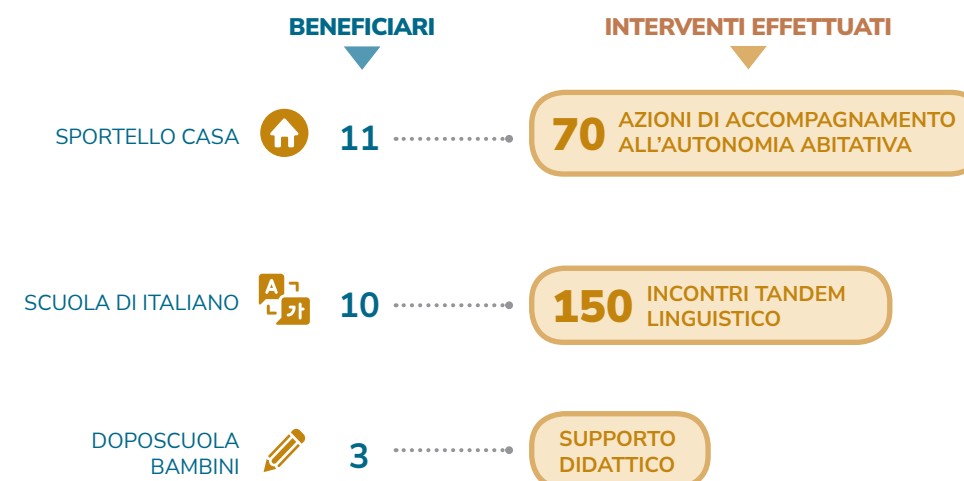 BENEFICIARI
INTERVENTI EFFETTUATI
SPORTELLO CASA
11
70
AZIONI DI ACCOMPAGNAMENTO
ALL'AUTONOMIA ABITATIVA
SCUOLA DI ITALIANO
A
가
10
150
INCONTRI TANDEM
LINGUISTICO
DOPOSCUOLA
BAMBINI
3
SUPPORTO
DIDATTICO